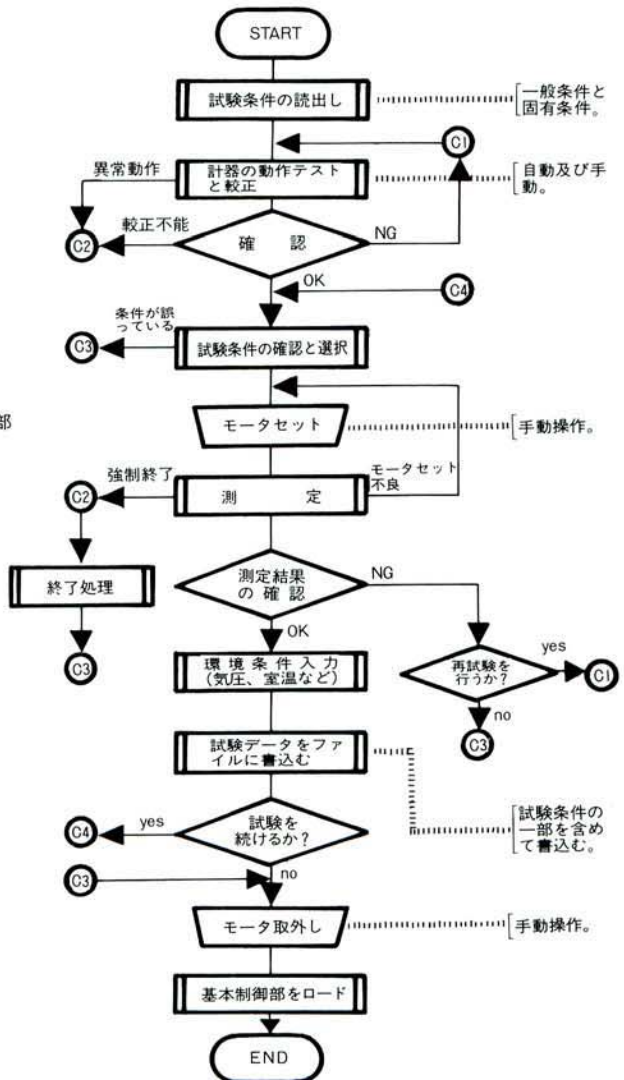 START
試験条件の読出し
一般条件と
固有条件。
C1
異常動作
計器の動作テスト
と較正
自動及び手
動。
較正不能
C2
確 認
NG
OK
C4
条件が誤
っている
C3
試験条件の確認と選択
部
モータセット
手動操作。
強制終了
モータセット
不良
C2
測 定
終了処理
測定結果
の確認
NG
C3
OK
環境条件入力
(気圧、室温など)
再試験を
行うか?
yes
C1
no
C3
試験データをファ
イルに書込む
試験条件の
一部を含め
て書込む。
C4
yes
試験を
続けるか?
C3
no
モータ取外し
手動操作。
基本制御部をロード
END